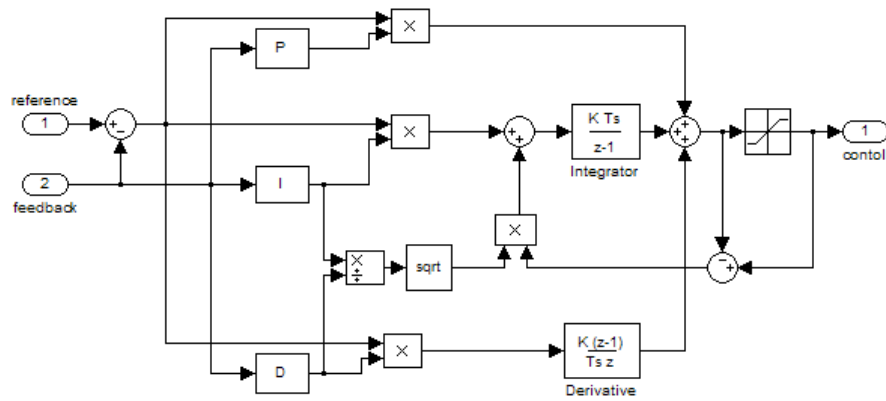 ×
P
reference
1
+
−
×
+
+
K Ts
z-1
Integrator
+
+
+
1
contol
2
feedback
I
×
÷
sqrt
×
−
+
D
×
K (z-1)
Ts z
Derivative